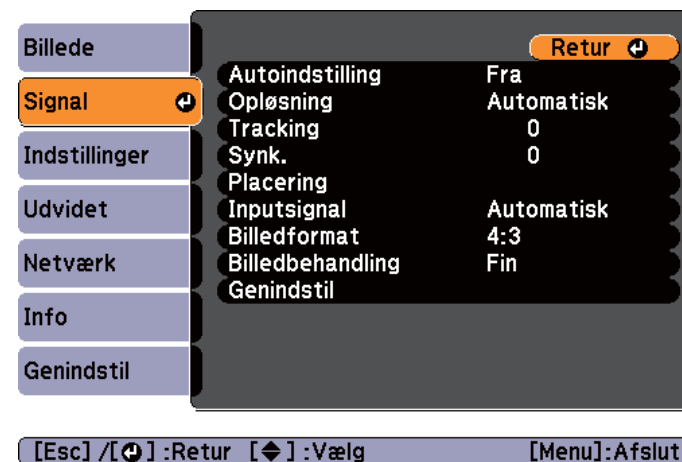 Billede
Signal
Indstillinger
Udvidet
Netværk
Info
Genindstil
Retur
Autoindstilling Fra
Opløsning Automatisk
Tracking 0
Synk. 0
Placering
Inputsignal Automatisk
Billedformat 4:3
Billedbehandling Fin
Genindstil
[Esc] /[⏎] :Retur [◆] :Vælg [Menu]:Afslut